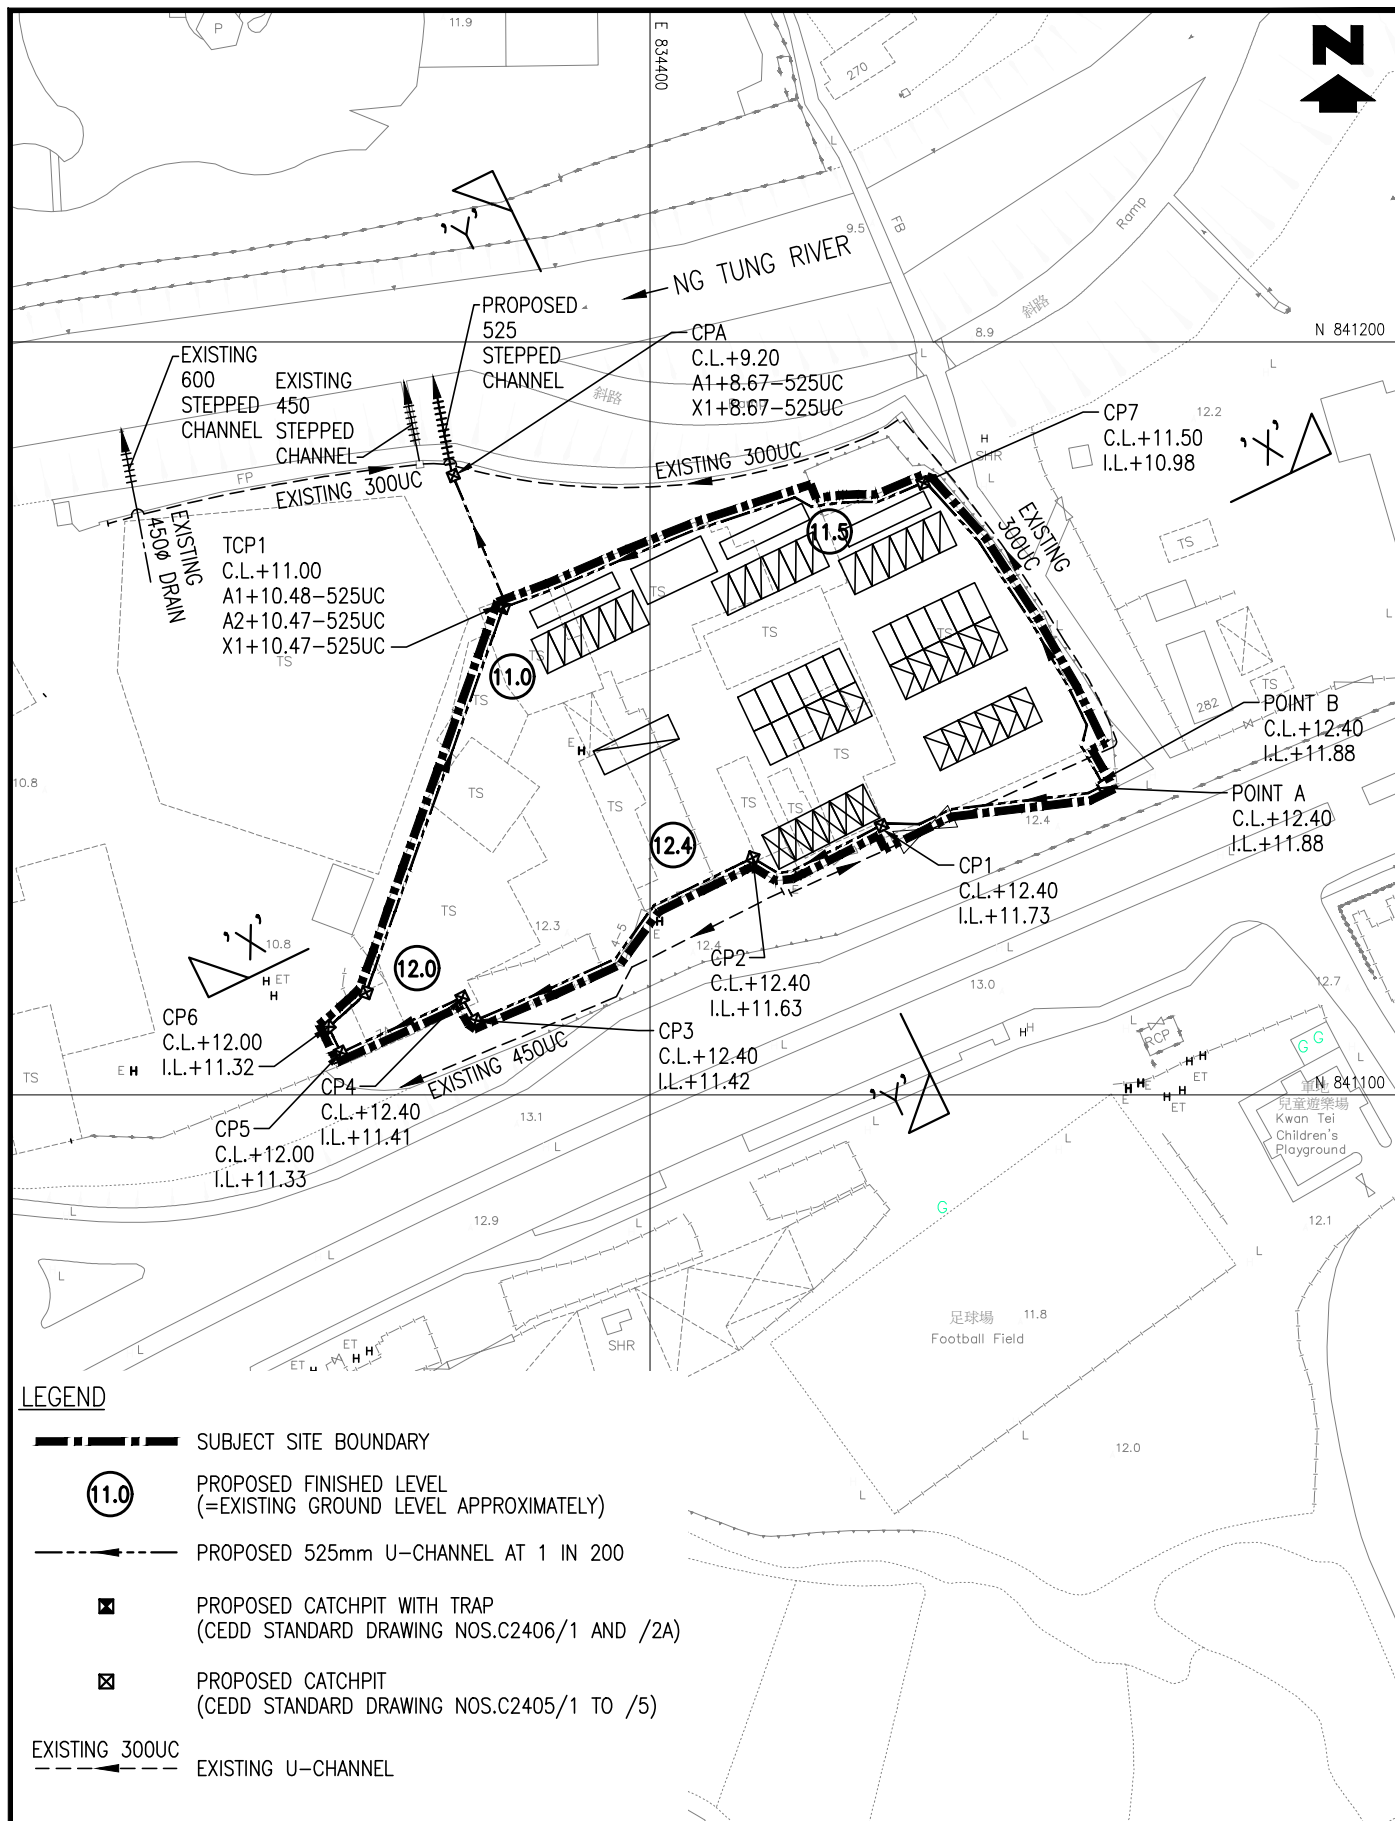 P
11.9
E 834400
270
N
L
FB
9.5
Ramp
'Y'
NG TUNG RIVER
斜路
8.9
N 841200
PROPOSED
525
STEPPED
CHANNEL
CPA
C.L.+9.20
A1+8.67-525UC
X1+8.67-525UC
EXISTING
600
STEPPED
CHANNEL
EXISTING
450
STEPPED
CHANNEL
斜路
L
L
CP7
C.L.+11.50
I.L.+10.98
12.2
'X'
H
SHR
L
FP
EXISTING 300UC
EXISTING 300UC
EXISTING
300UC
EXISTING
450Ø DRAIN
11.5
TS
TCP1
C.L.+11.00
A1+10.48-525UC
A2+10.47-525UC
X1+10.47-525UC
TS
TS
TS
TS
TS
L
11.0
TS
TS
282
POINT B
C.L.+12.40
I.L.+11.88
E H
TS
10.8
TS
TS
TS
TS
L
POINT A
C.L.+12.40
I.L.+11.88
12.4
12.4
L
CP1
C.L.+12.40
I.L.+11.73
E
TS
12.3
4-5
H
E
12.4
L
'X'
10.8
H ET
H
12.0
CP2
C.L.+12.40
I.L.+11.63
13.0
12.7
CP6
C.L.+12.00
I.L.+11.32
CP3
C.L.+12.40
I.L.+11.42
L
H
L
RCP
G G
L
TS
E H
EXISTING 450UC
CP4
C.L.+12.40
I.L.+11.41
'Y'
H H
ET
H
E
H H
ET
N 841100
CP5
C.L.+12.00
I.L.+11.33
13.1
L
L
L
兒童遊樂場
Kwan Tei
Children's
Playground
L
12.9
L
G
12.1
L
L
L
足球場
11.8
Football Field
SHR
L
ET
H
H
ET
H
LEGEND
SUBJECT SITE BOUNDARY
11.0
PROPOSED FINISHED LEVEL
(=EXISTING GROUND LEVEL APPROXIMATELY)
PROPOSED 525mm U-CHANNEL AT 1 IN 200
PROPOSED CATCHPIT WITH TRAP
(CEDD STANDARD DRAWING NOS.C2406/1 AND /2A)
PROPOSED CATCHPIT
(CEDD STANDARD DRAWING NOS.C2405/1 TO /5)
EXISTING 300UC
EXISTING U-CHANNEL
L
12.0
L